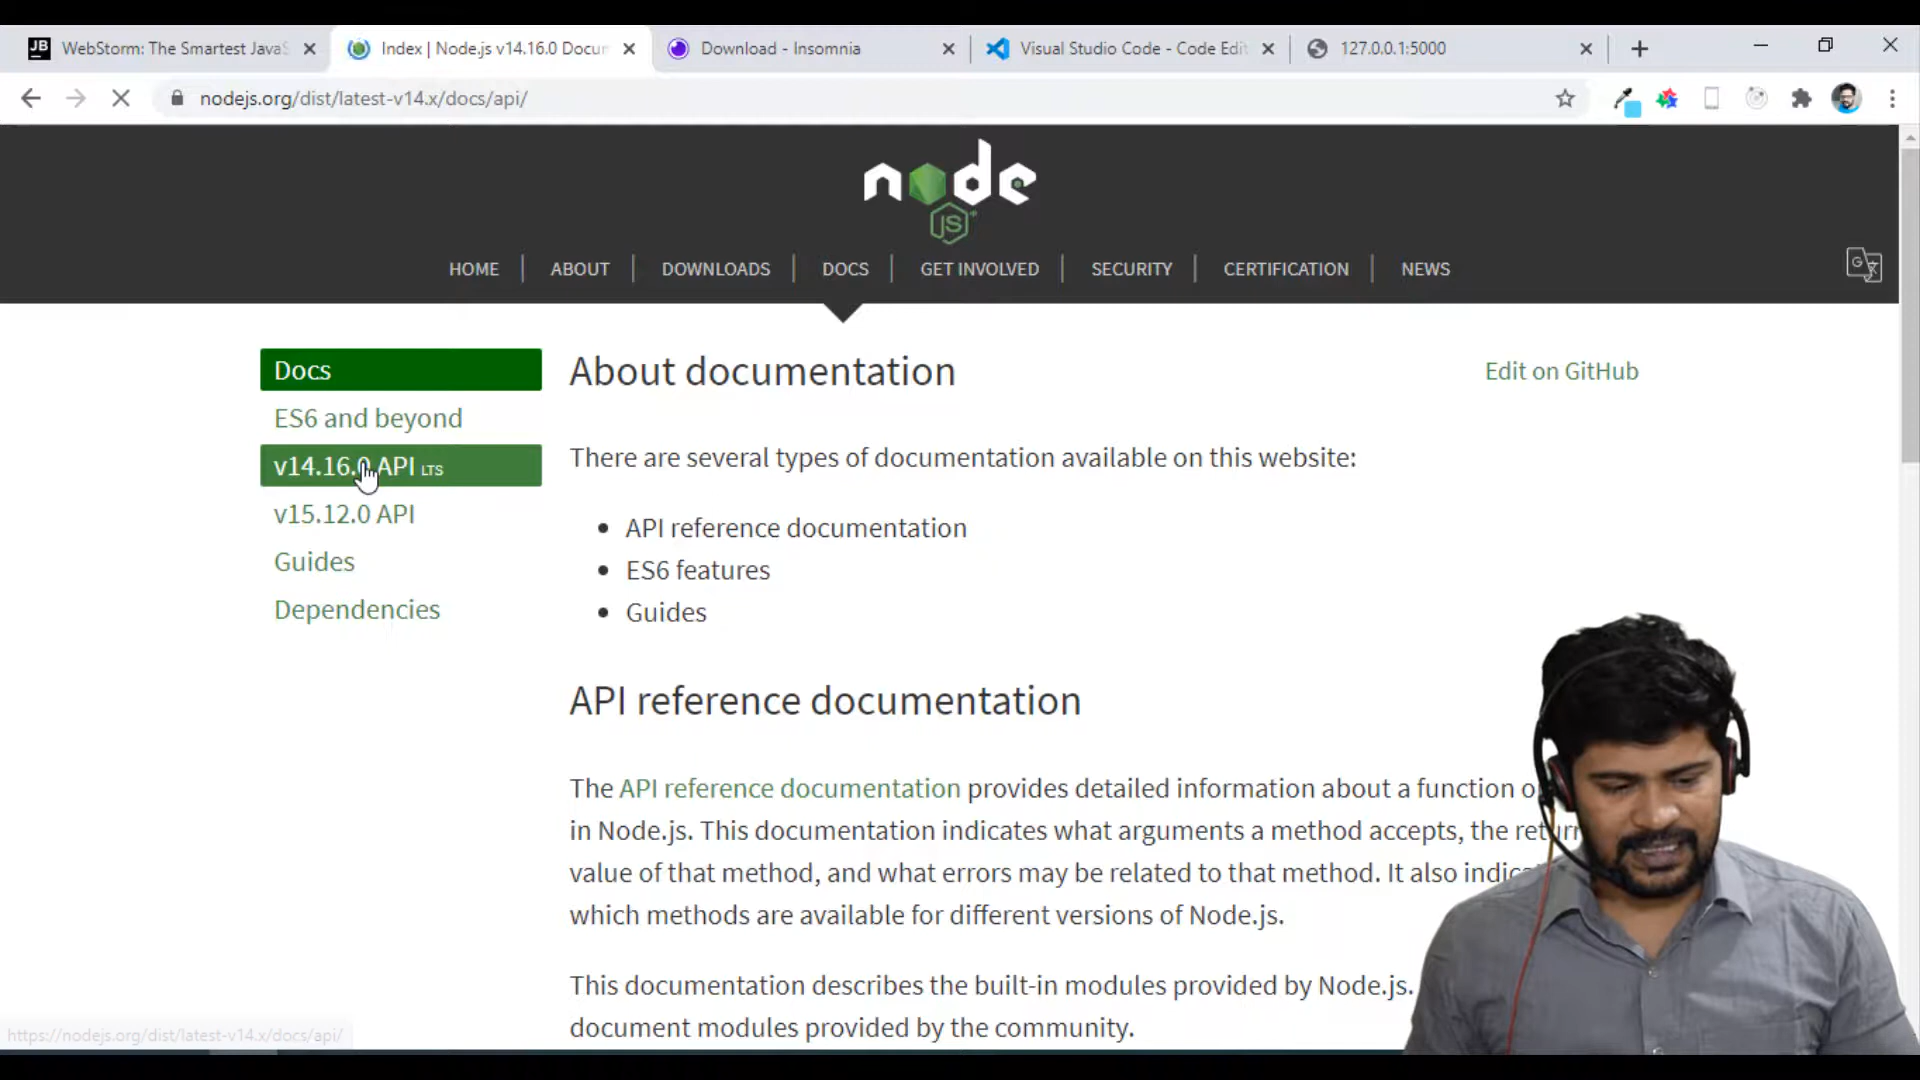 JB WebStorm: The Smartest JavaS
Index | Node.js v14.16.0 Docum
Download - Insomnia
Visual Studio Code - Code Edit
127.0.0.1:5000
nodejs.org/dist/latest-v14.x/docs/api/
node
JS
HOME
ABOUT
DOWNLOADS
DOCS
GET INVOLVED
SECURITY
CERTIFICATION
NEWS
Docs
ES6 and beyond
v14.16.0 API LTS
v15.12.0 API
Guides
Dependencies
About documentation
Edit on GitHub
There are several types of documentation available on this website:
• API reference documentation
• ES6 features
• Guides
API reference documentation
The API reference documentation provides detailed information about a function o
in Node.js. This documentation indicates what arguments a method accepts, the return
value of that method, and what errors may be related to that method. It also indic
which methods are available for different versions of Node.js.
This documentation describes the built-in modules provided by Node.js.
document modules provided by the community.
https://nodejs.org/dist/latest-v14.x/docs/api/